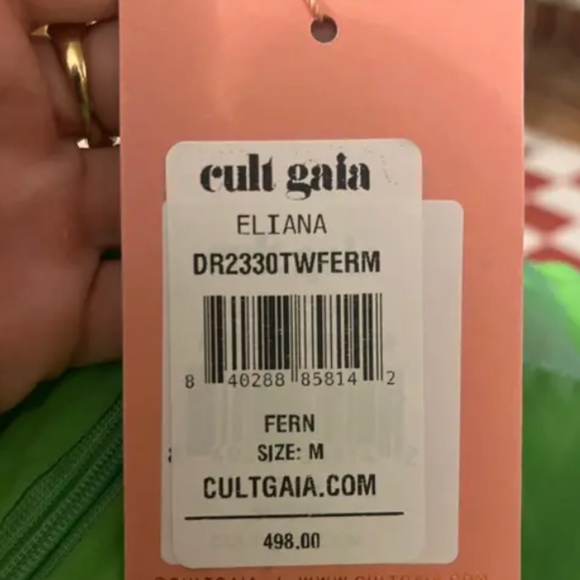 cult gaia
ELIANA
DR2330TWFERM
8 40288 85814 2
FERN
SIZE: M
CULTGAIA.COM
498.00